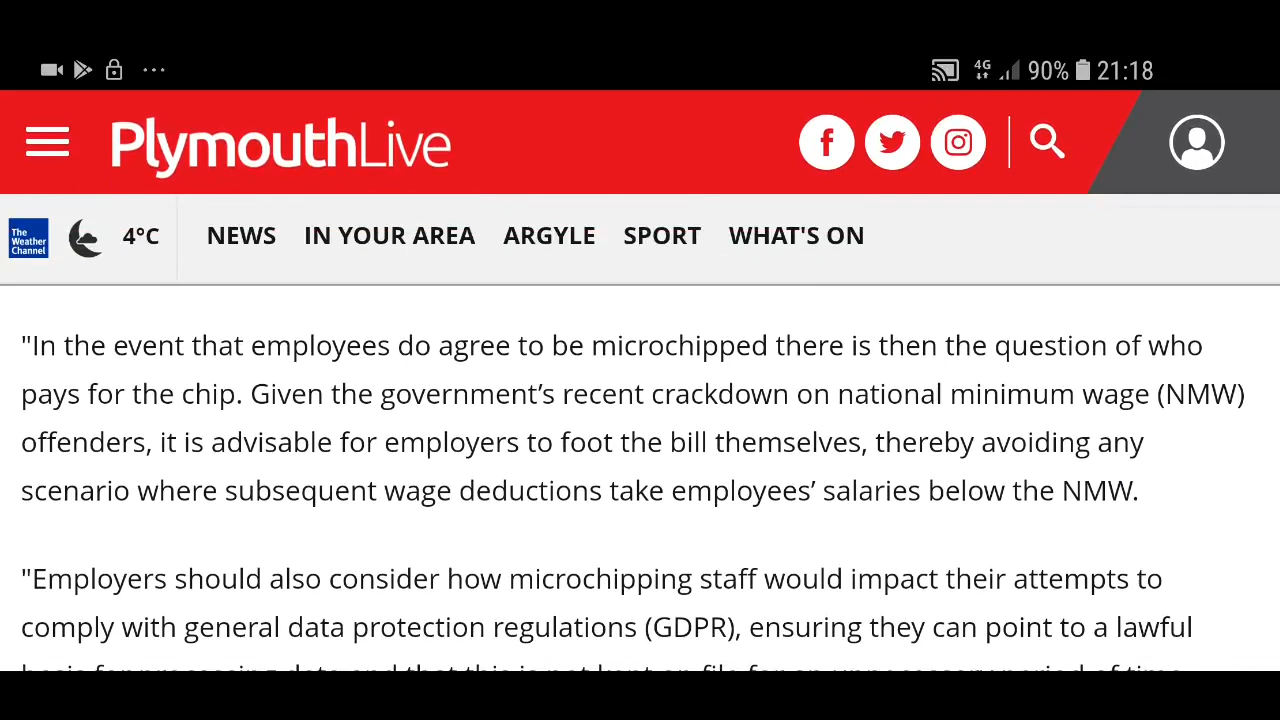 4G 90% 21:18
PlymouthLive
The Weather Channel 4°C NEWS IN YOUR AREA ARGYLE SPORT WHAT'S ON
"In the event that employees do agree to be microchipped there is then the question of who
pays for the chip. Given the government’s recent crackdown on national minimum wage (NMW)
offenders, it is advisable for employers to foot the bill themselves, thereby avoiding any
scenario where subsequent wage deductions take employees’ salaries below the NMW.
"Employers should also consider how microchipping staff would impact their attempts to
comply with general data protection regulations (GDPR), ensuring they can point to a lawful